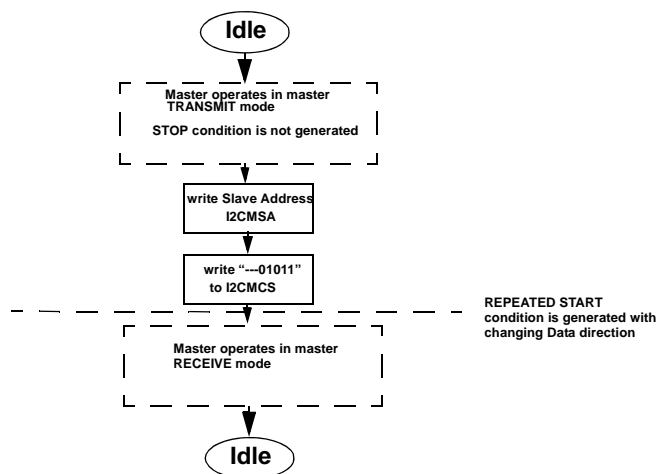 Idle
Master operates in master
TRANSMIT mode
STOP condition is not generated
write Slave Address
I2CMSA
write “---01011”
to I2CMCS
REPEATED START
condition is generated with
changing Data direction
Master operates in master
RECEIVE mode
Idle